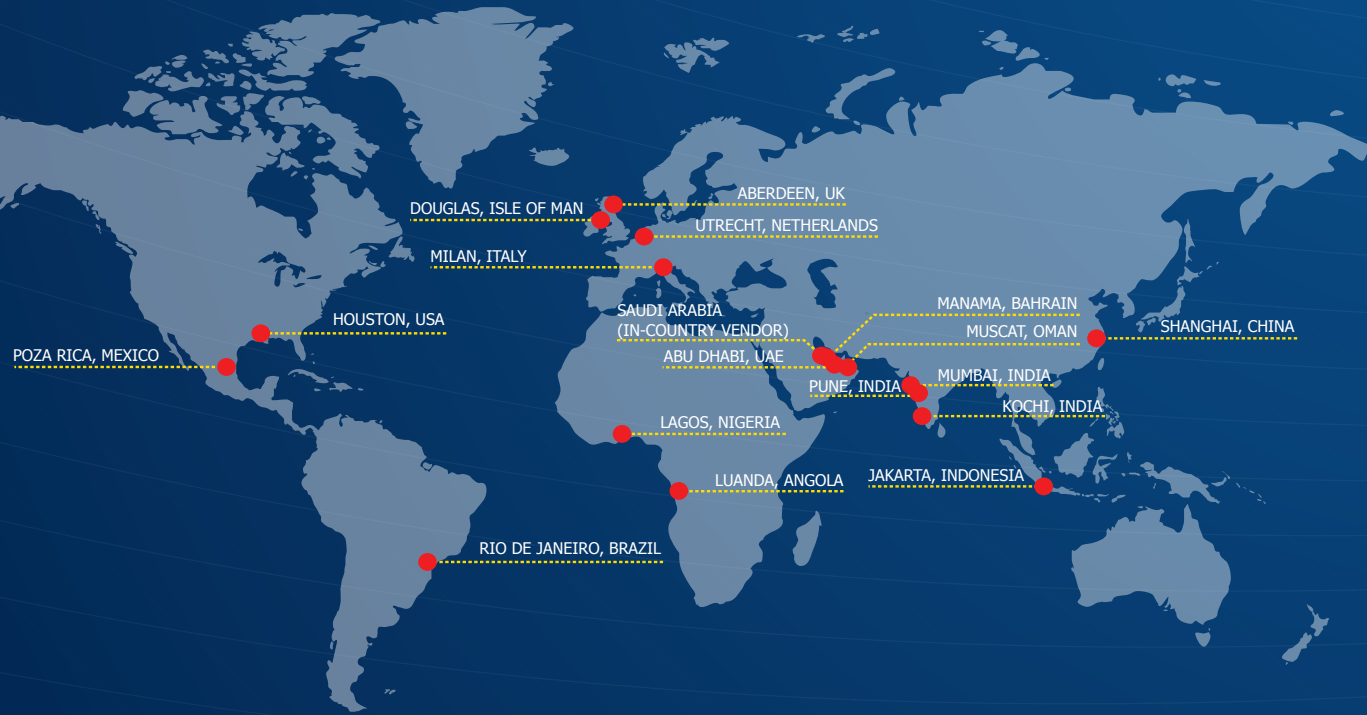 ABERDEEN, UK
DOUGLAS, ISLE OF MAN
UTRECHT, NETHERLANDS
MILAN, ITALY
SAUDI ARABIA
(IN-COUNTRY VENDOR)
MANAMA, BAHRAIN
HOUSTON, USA
MUSCAT, OMAN
SHANGHAI, CHINA
POZA RICA, MEXICO
ABU DHABI, UAE
PUNE, INDIA
MUMBAI, INDIA
KOCHI, INDIA
LAGOS, NIGERIA
LUANDA, ANGOLA
JAKARTA, INDONESIA
RIO DE JANEIRO, BRAZIL